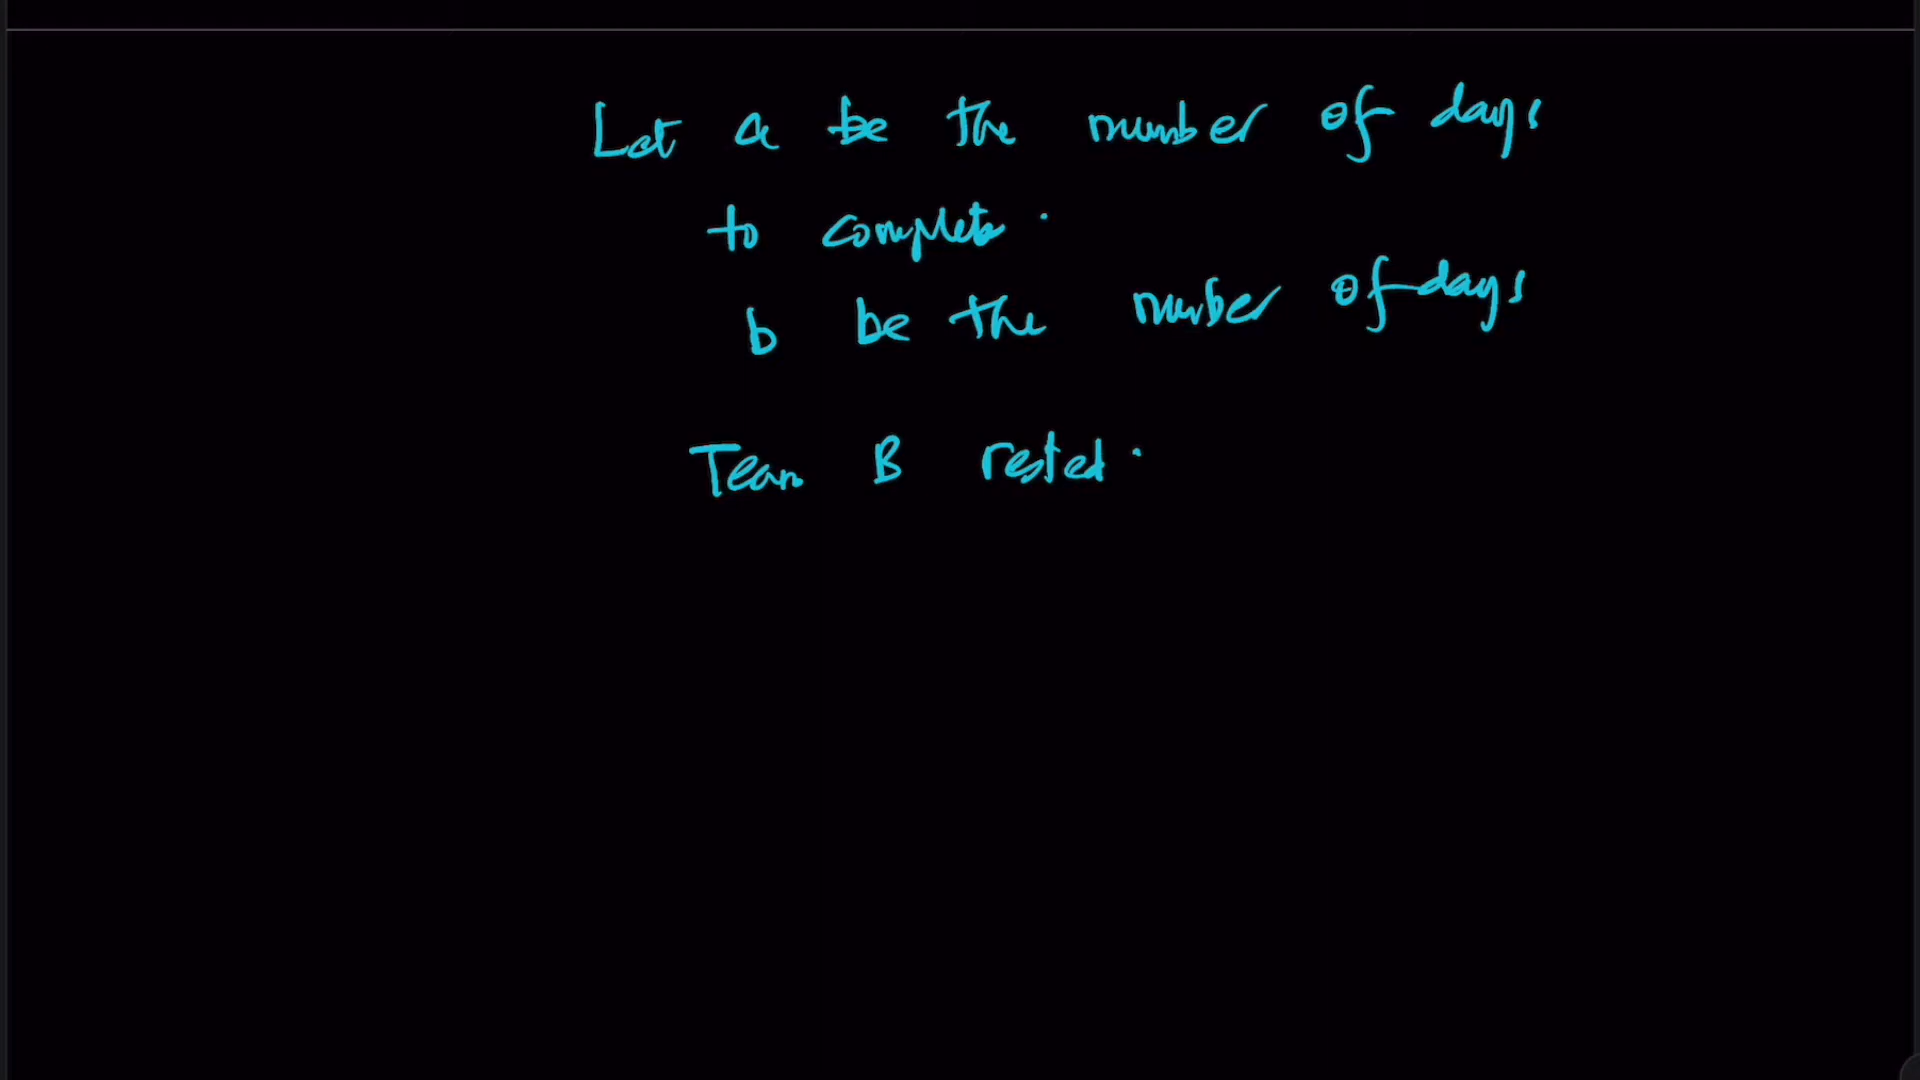 Let a be the number of days
to complete.
b be the number of days
Team B rested.